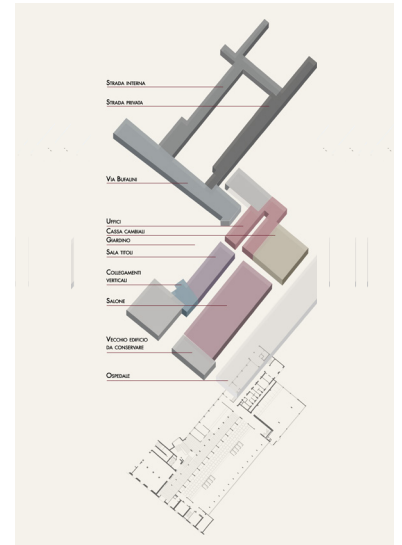 Strada interna
Strada privata
Via Bufalini
Uffici
Cassa cambiali
Giardino
Sala titoli
Collegamenti
verticali
Salone
Vecchio edificio
da conservare
Ospedale